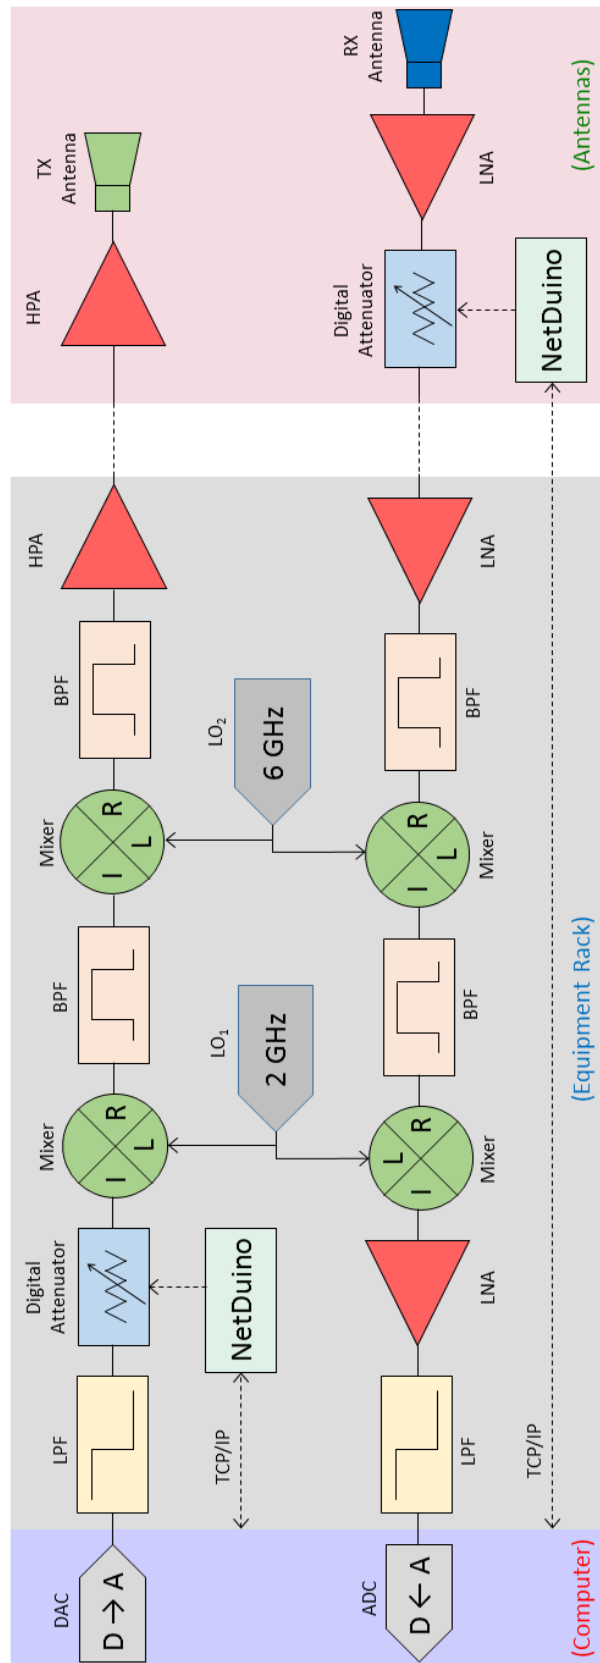 DAC
D → A
LPF
Digital
Attenuator
Mixer
I
R
L
BPF
Mixer
I
R
L
BPF
HPA
HPA
TX
Antenna
NetDuino
TCP/IP
LO₁
2 GHz
LO₂
6 GHz
ADC
D ← A
LPF
LNA
Mixer
L
I
R
BPF
Mixer
I
R
L
BPF
LNA
Digital
Attenuator
LNA
RX
Antenna
NetDuino
TCP/IP
(Computer)
(Equipment Rack)
(Antennas)